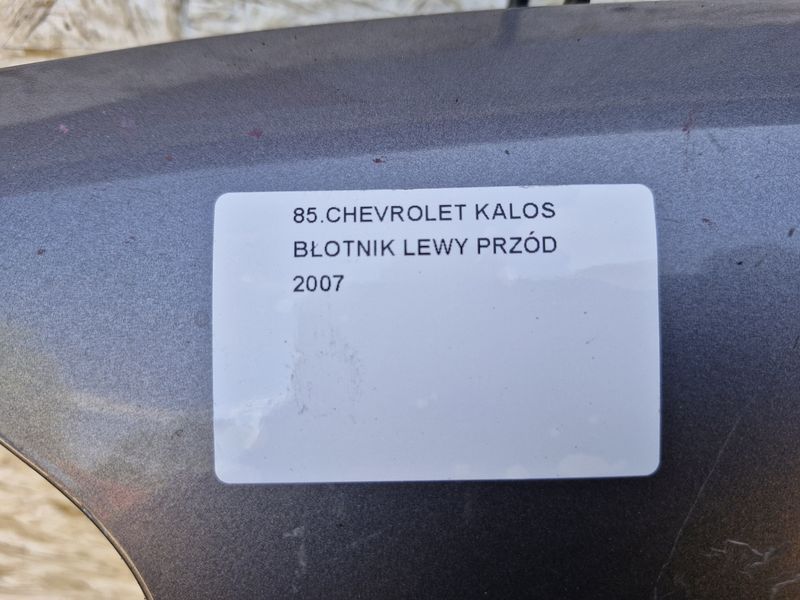 85.CHEVROLET KALOS
BŁOTNIK LEWY PRZÓD
2007